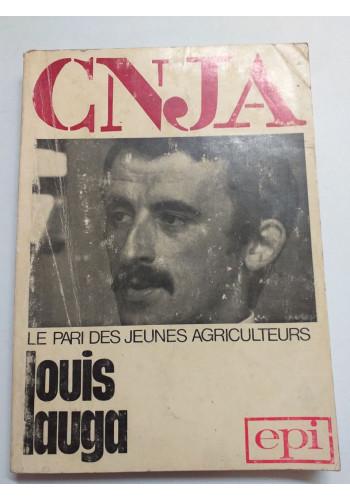 CNJA
LE PARI DES JEUNES AGRICULTEURS
louis
lauga
epi